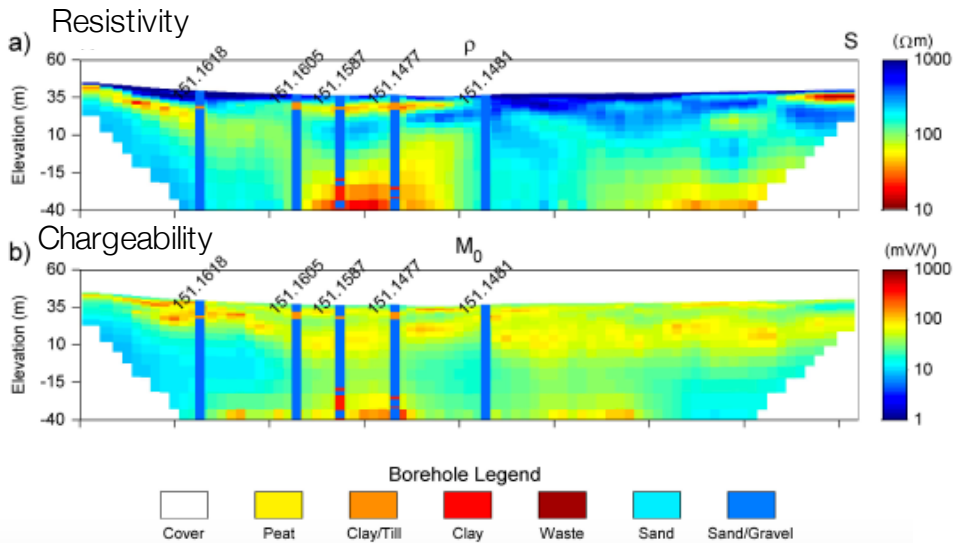 Resistivity
a) ρ S (Ωm)
60 35 10 -15 -40
Elevation (m)
151.1618 151.1605 151.1587 151.1477 151.1481
1000 100 10
Chargeability
b) M0 (mV/V)
60 35 10 -15 -40
Elevation (m)
151.1618 151.1605 151.1587 151.1477 151.1481
1000 100 10 1
Borehole Legend
Cover Peat Clay/Till Clay Waste Sand Sand/Gravel